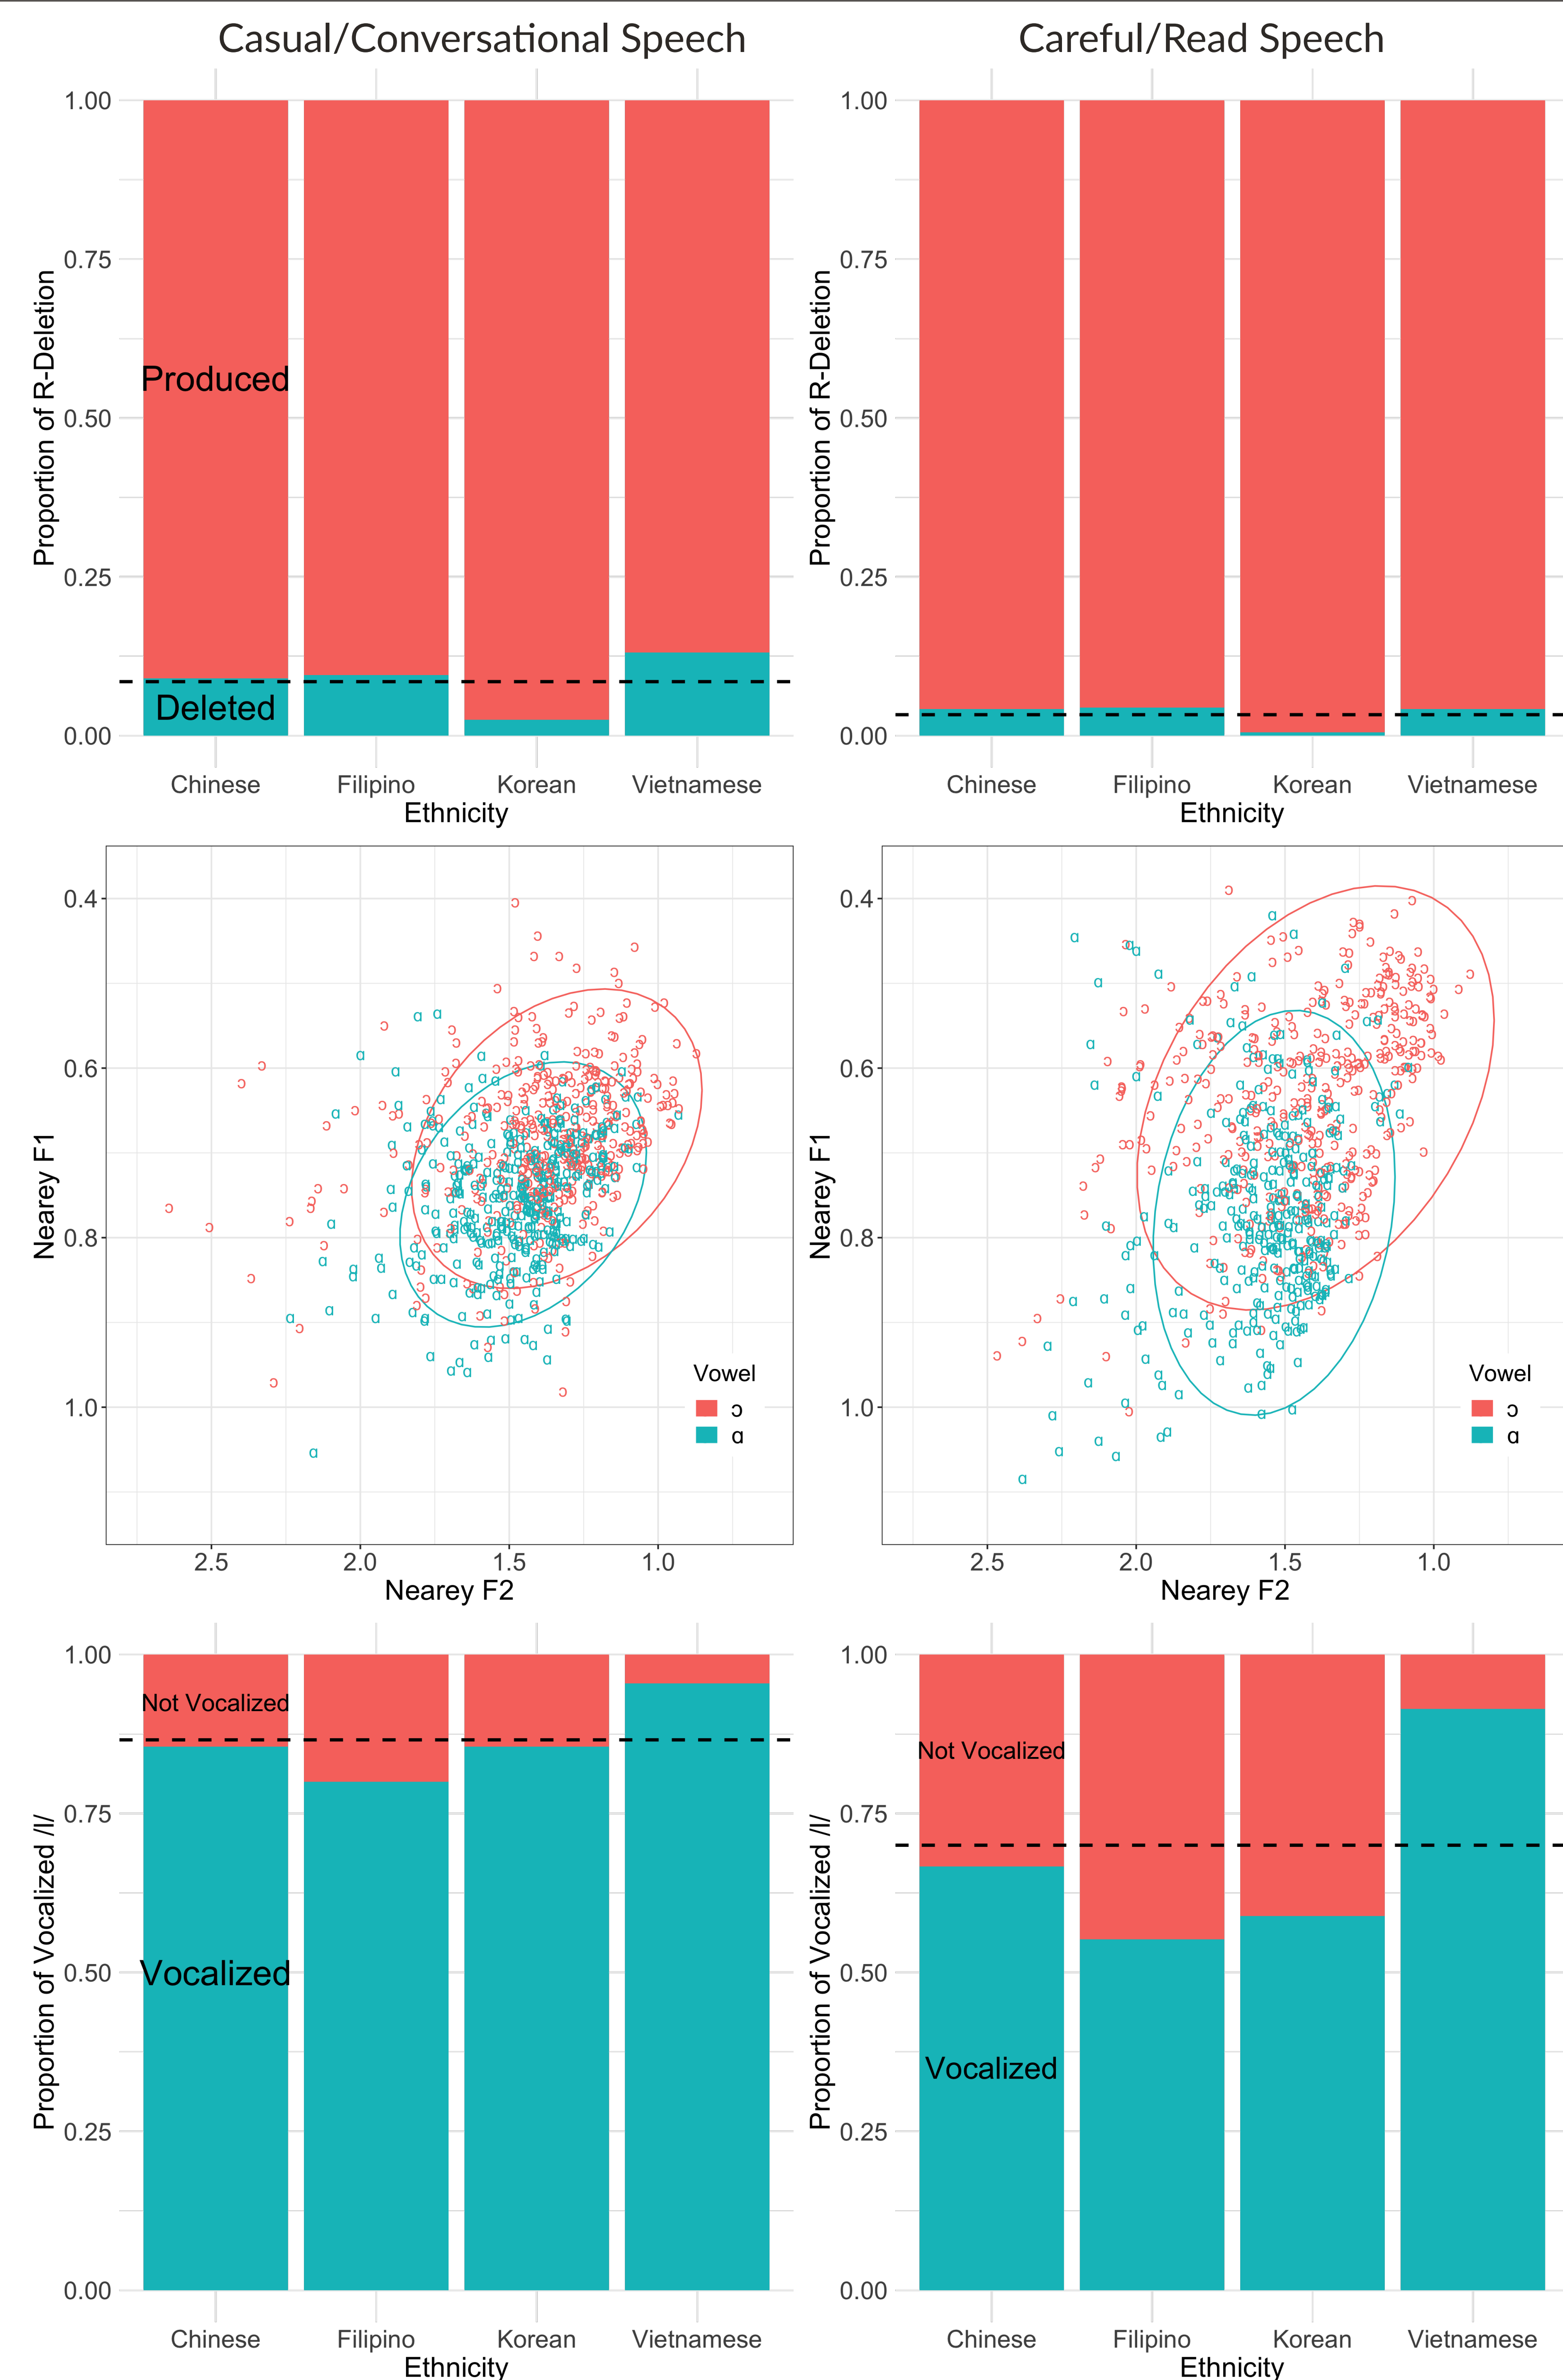 Casual/Conversational Speech
Careful/Read Speech
Proportion of R-Deletion
1.00
0.75
0.50
0.25
0.00
Produced
Deleted
Chinese Filipino Korean Vietnamese
Ethnicity
Proportion of R-Deletion
1.00
0.75
0.50
0.25
0.00
Chinese Filipino Korean Vietnamese
Ethnicity
Nearey F1
0.4
0.6
0.8
1.0
Vowel
ɔ
ɑ
2.5 2.0 1.5 1.0
Nearey F2
Nearey F1
0.4
0.6
0.8
1.0
Vowel
ɔ
ɑ
2.5 2.0 1.5 1.0
Nearey F2
Proportion of Vocalized /l/
1.00
0.75
0.50
0.25
0.00
Not Vocalized
Vocalized
Chinese Filipino Korean Vietnamese
Ethnicity
Proportion of Vocalized /l/
1.00
0.75
0.50
0.25
0.00
Not Vocalized
Vocalized
Chinese Filipino Korean Vietnamese
Ethnicity